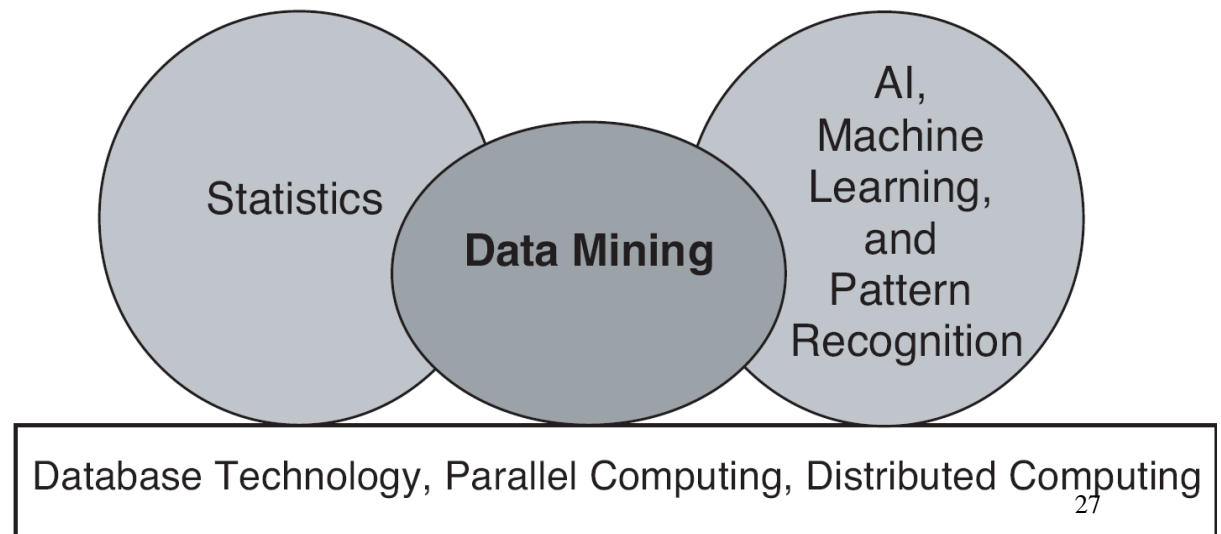 Statistics
Data Mining
AI,
Machine
Learning,
and
Pattern
Recognition
Database Technology, Parallel Computing, Distributed Computing
27